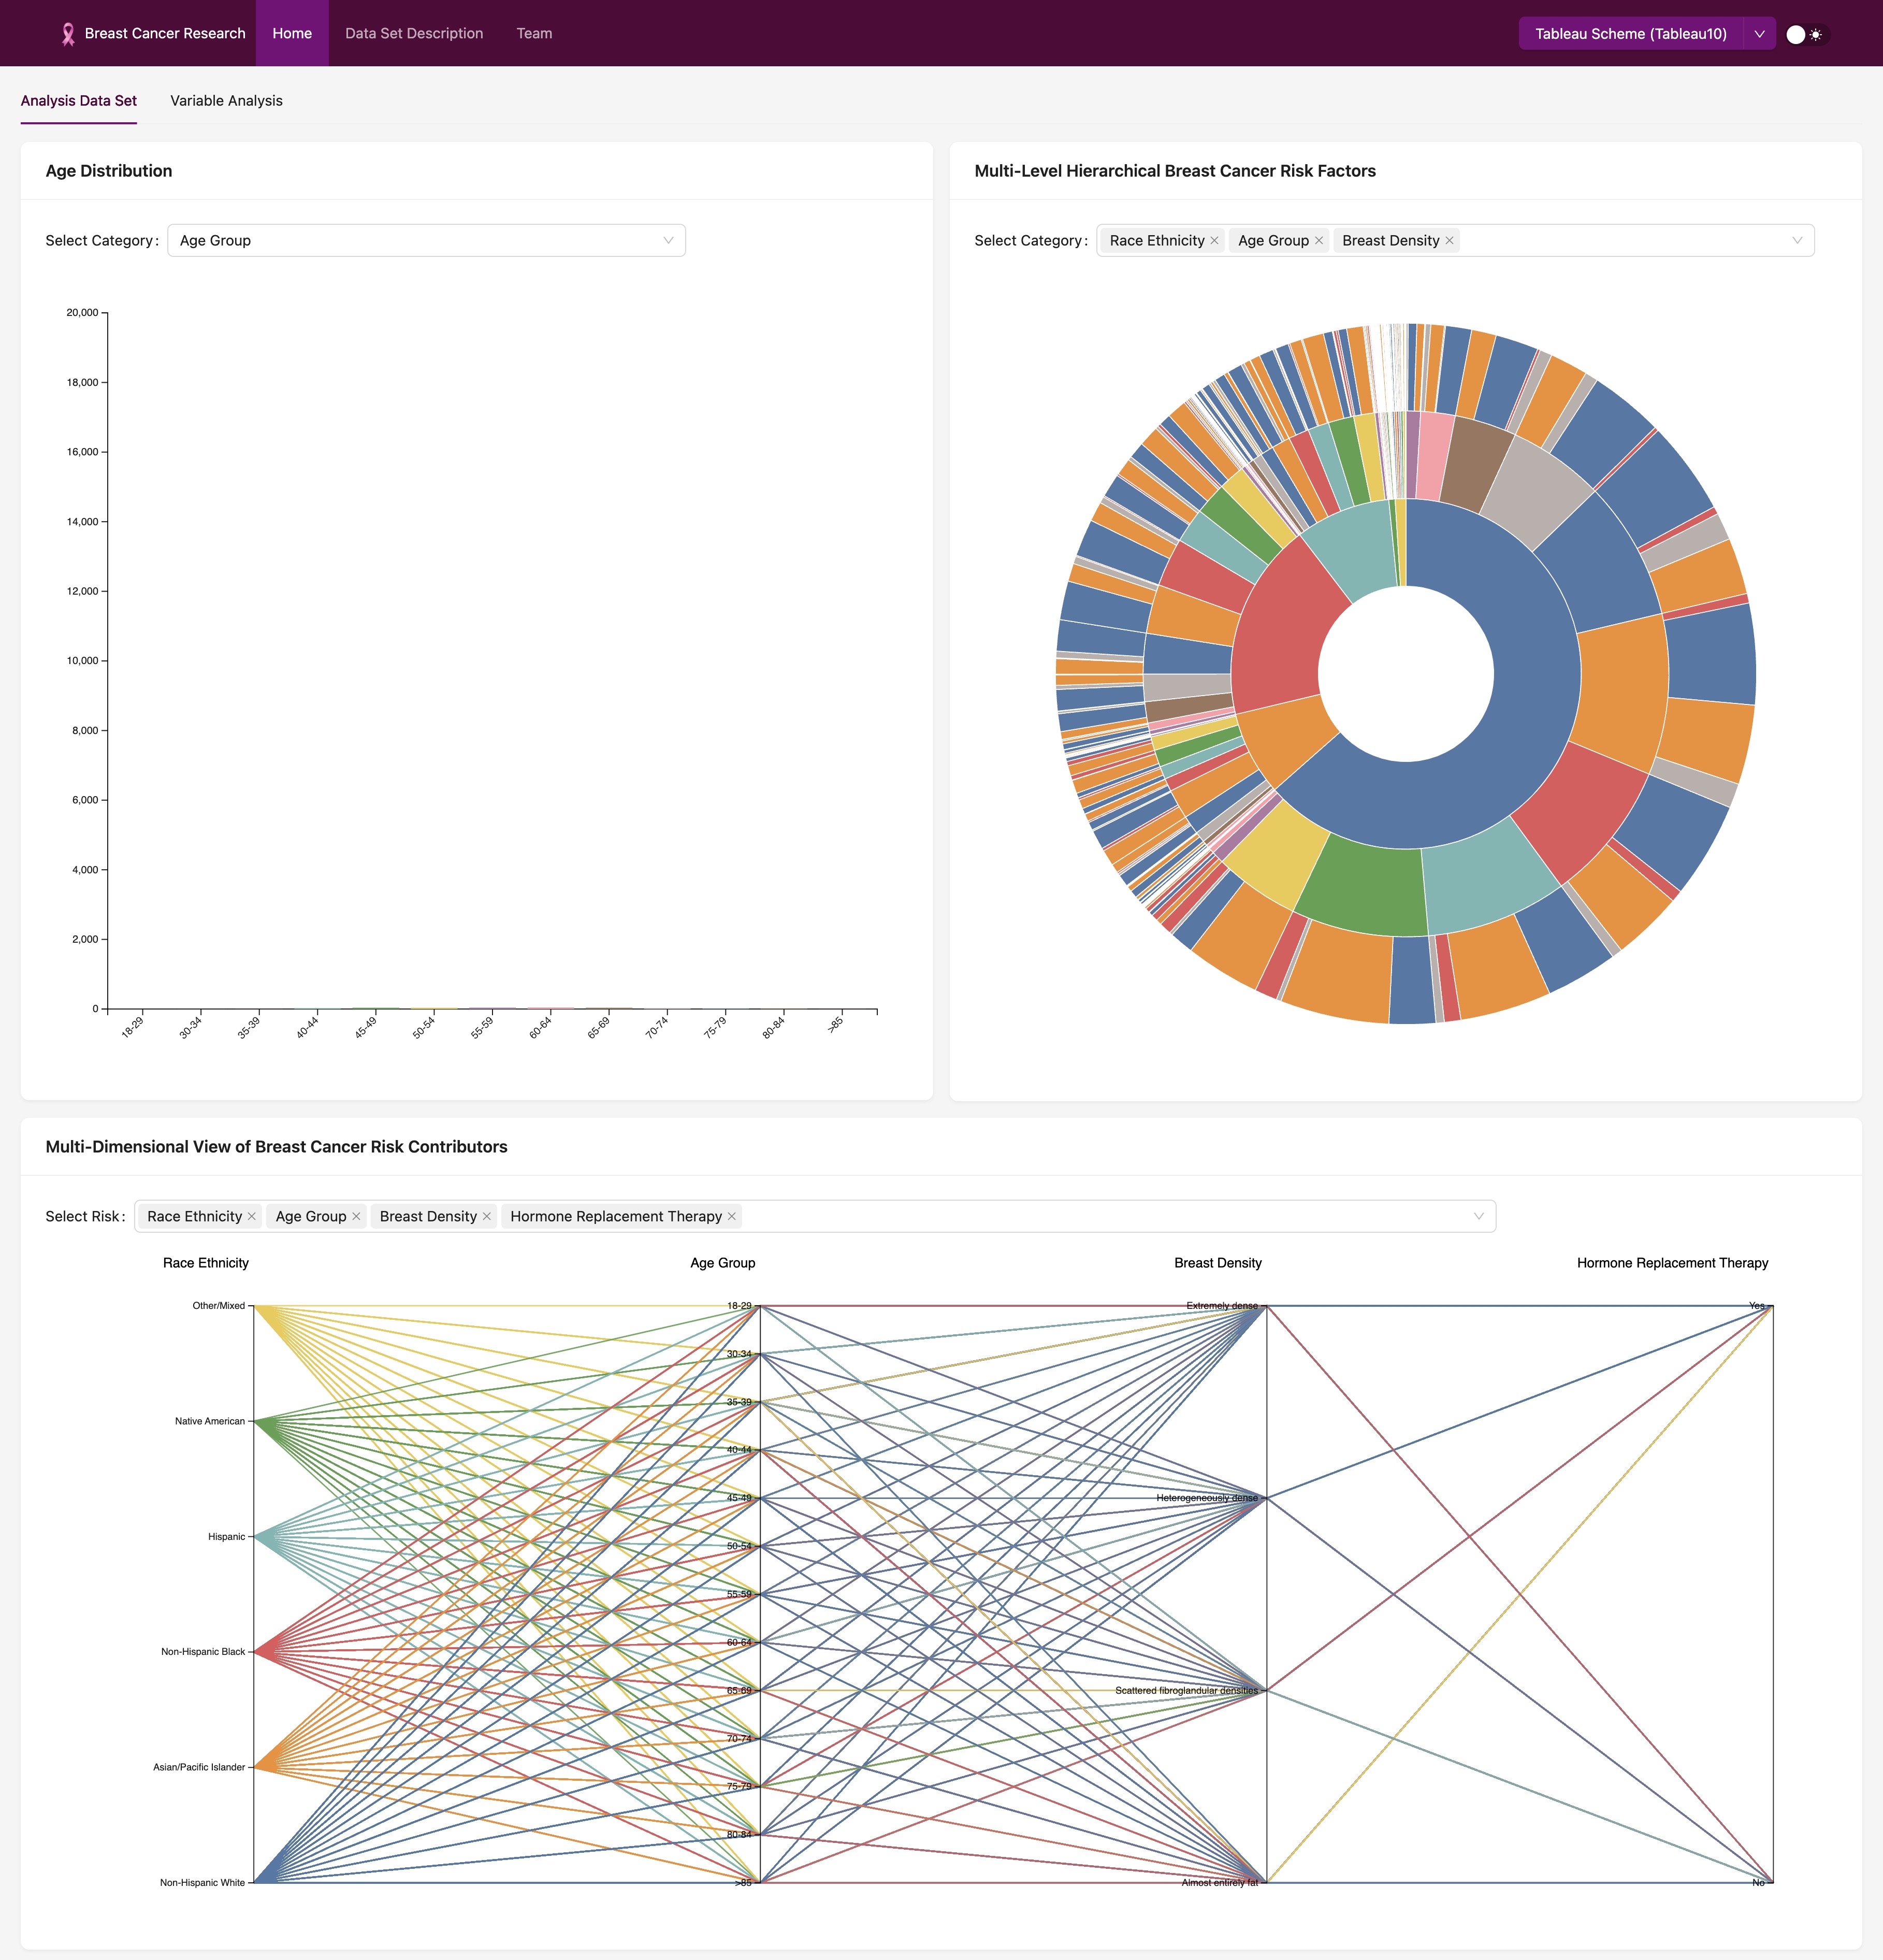 Breast Cancer Research
Home
Data Set Description
Team
Tableau Scheme (Tableau10)
Analysis Data Set
Variable Analysis
Age Distribution
Select Category:
Age Group
20,000
18,000
16,000
14,000
12,000
10,000
8,000
6,000
4,000
2,000
0
18-29
30-34
35-39
40-44
45-49
50-54
55-59
60-64
65-69
70-74
75-79
80-84
>85
Multi-Level Hierarchical Breast Cancer Risk Factors
Select Category:
Race Ethnicity
Age Group
Breast Density
Multi-Dimensional View of Breast Cancer Risk Contributors
Select Risk:
Race Ethnicity
Age Group
Breast Density
Hormone Replacement Therapy
Race Ethnicity
Other/Mixed
Native American
Hispanic
Non-Hispanic Black
Asian/Pacific Islander
Non-Hispanic White
Age Group
18-29
30-34
35-39
40-44
45-49
50-54
55-59
60-64
65-69
70-74
75-79
80-84
>85
Breast Density
Extremely dense
Heterogeneously dense
Scattered fibroglandular densities
Almost entirely fat
Hormone Replacement Therapy
Yes
No